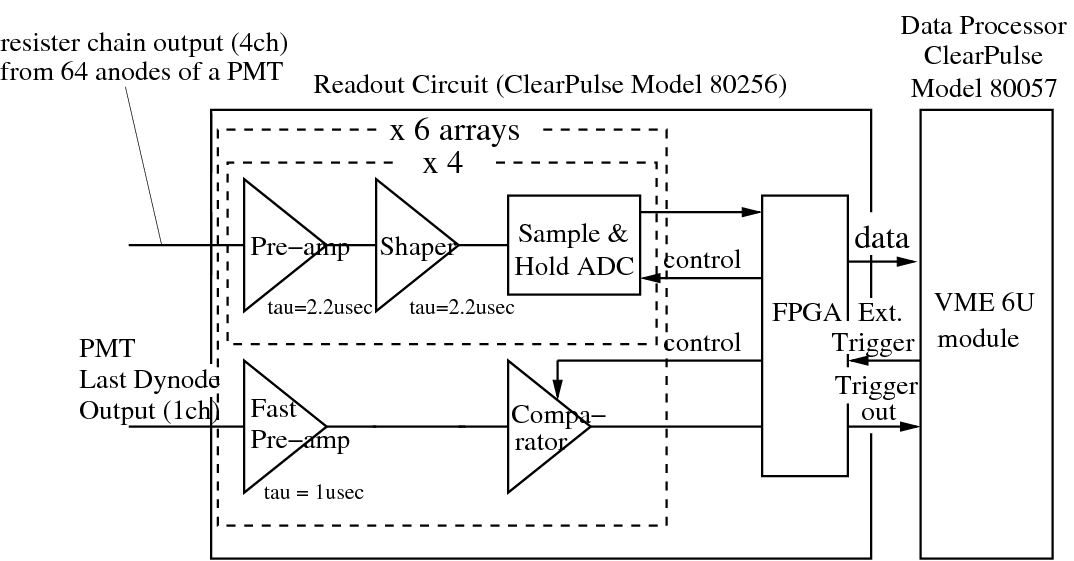 resister chain output (4ch)
from 64 anodes of a PMT
Data Processor
ClearPulse
Model 80057
Readout Circuit (ClearPulse Model 80256)
x 6 arrays
x 4
Pre-amp
Shaper
Sample &
Hold ADC
tau=2.2usec
tau=2.2usec
control
data
FPGA
Ext.
Trigger
VME 6U
module
control
Trigger
out
PMT
Last Dynode
Output (1ch)
Fast
Pre-amp
Compa-
rator
tau = 1usec